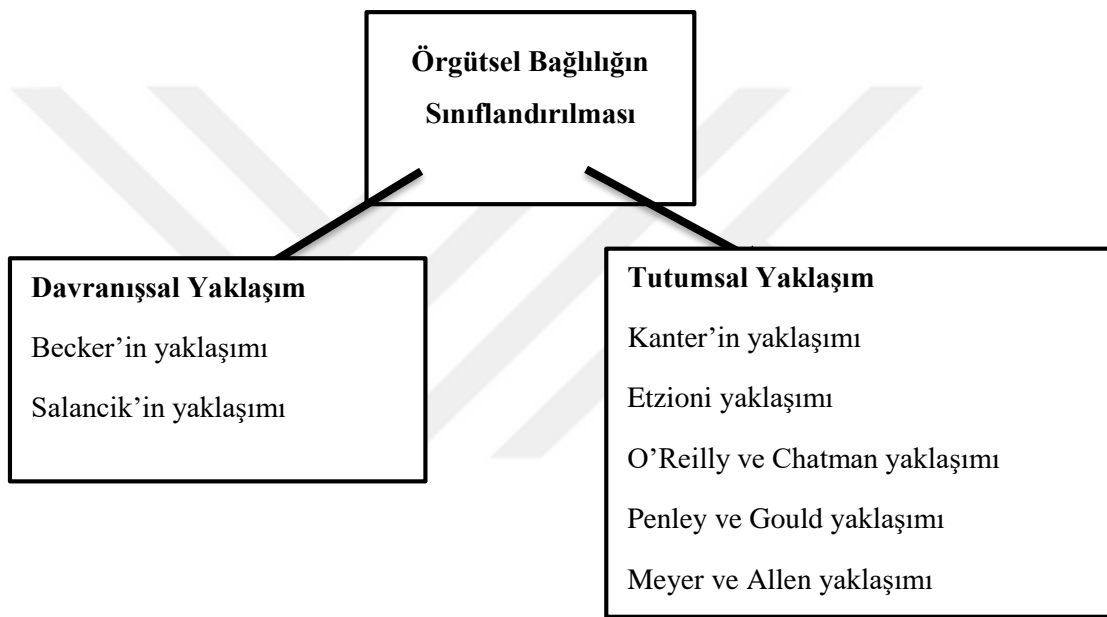 Örgütsel Bağlılığın
Sınıflandırılması
Davranışsal Yaklaşım
Becker’in yaklaşımı
Salancik’in yaklaşımı
Tutumsal Yaklaşım
Kanter’in yaklaşımı
Etzioni yaklaşımı
O’Reilly ve Chatman yaklaşımı
Penley ve Gould yaklaşımı
Meyer ve Allen yaklaşımı